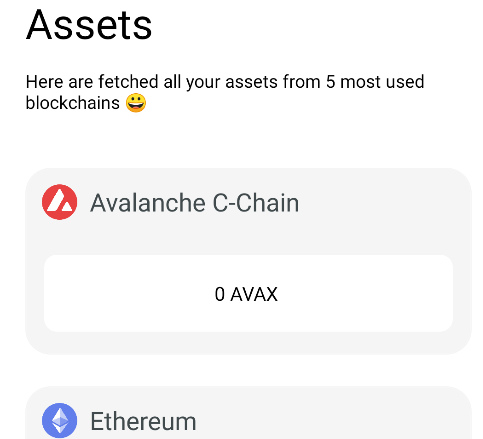 Assets
Here are fetched all your assets from 5 most used
blockchains 😀
Avalanche C-Chain
0 AVAX
Ethereum